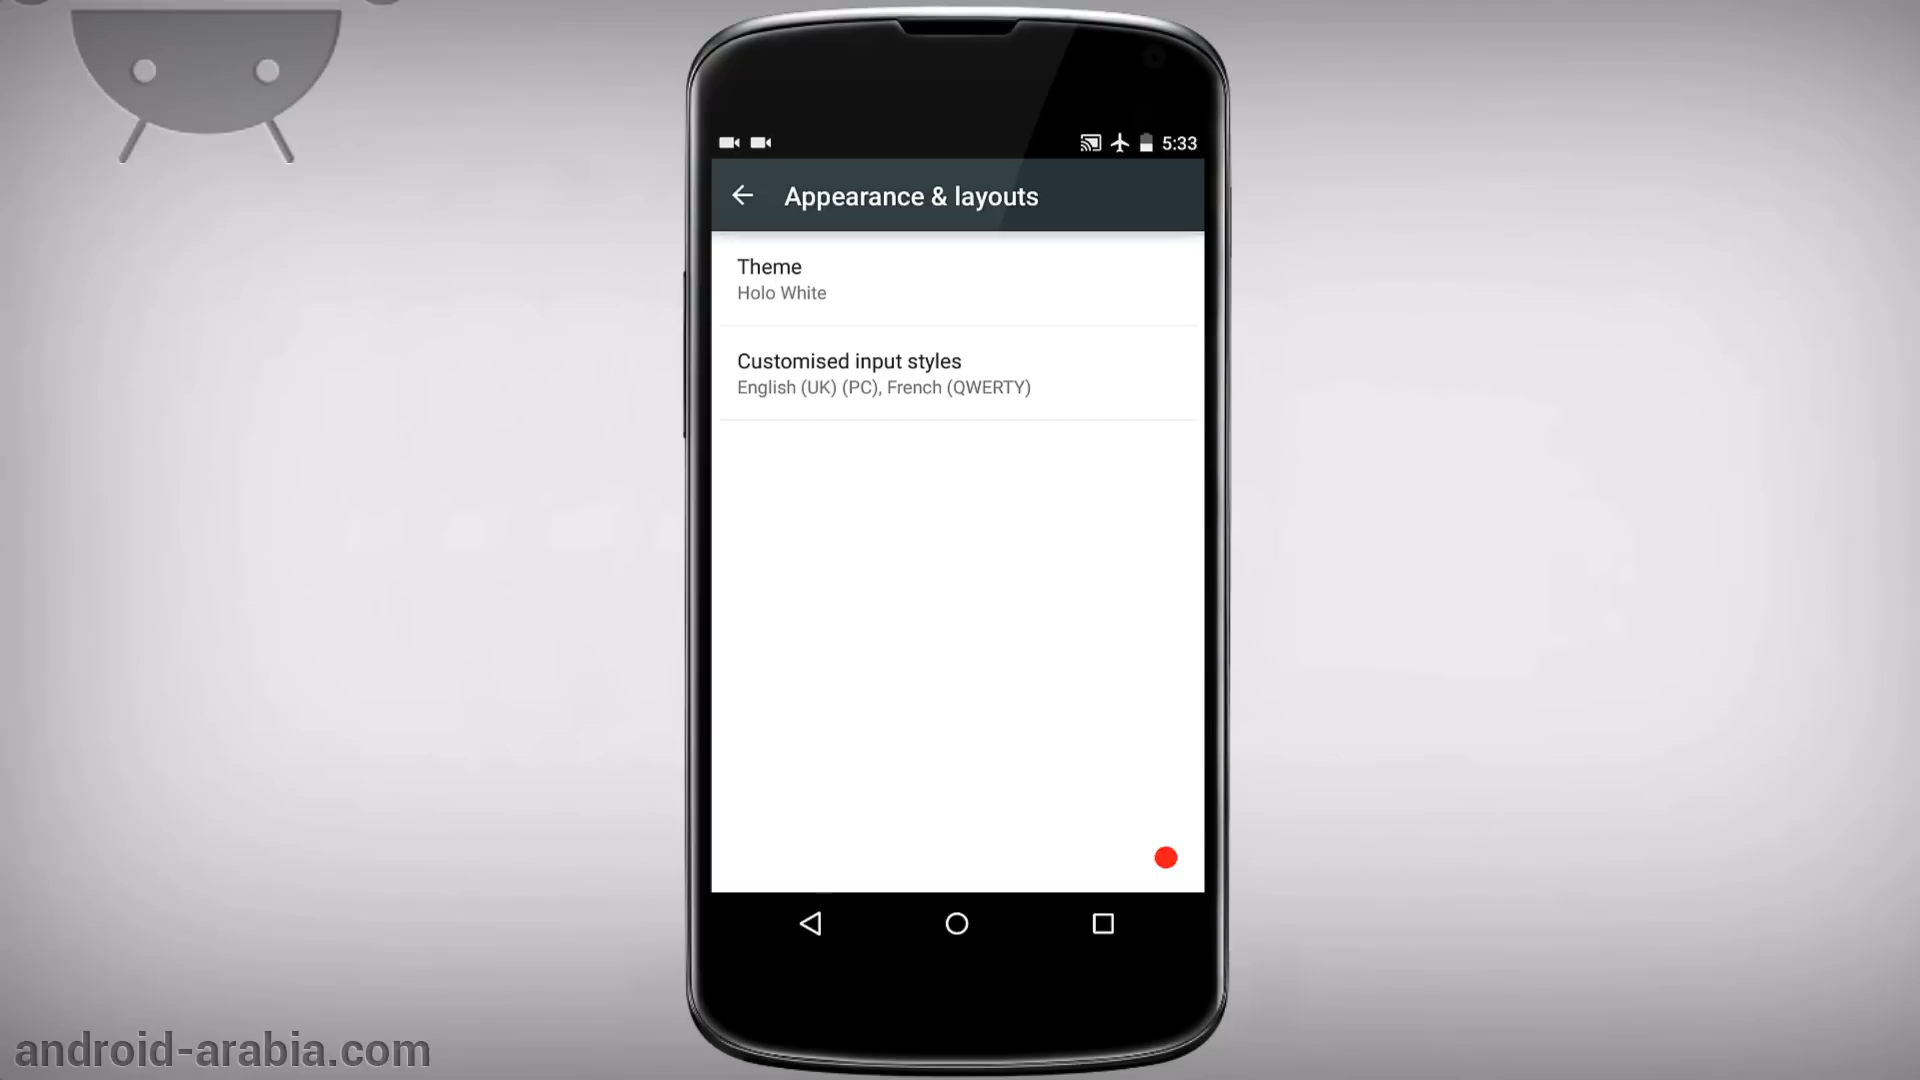 5:33
Appearance & layouts
Theme
Holo White
Customised input styles
English (UK) (PC), French (QWERTY)
android-arabia.com